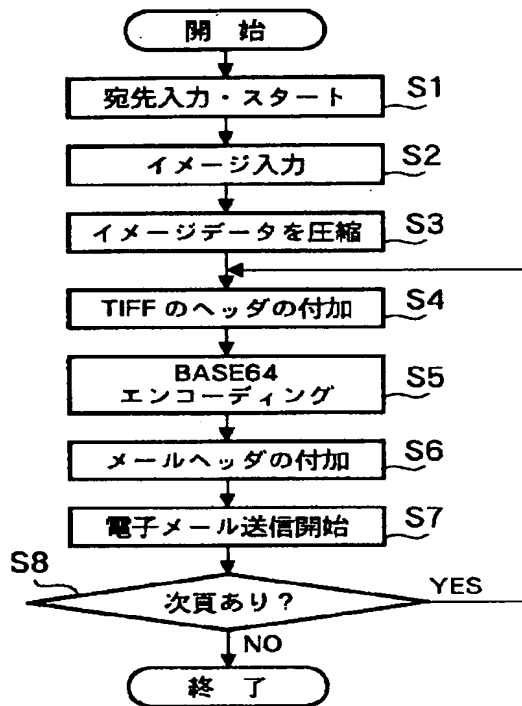 開 始
宛先入力・スタート S1
イメージ入力 S2
イメージデータを圧縮 S3
TIFF のヘッダの付加 S4
BASE64
エンコーディング S5
メールヘッダの付加 S6
電子メール送信開始 S7
S8
次頁あり? YES
NO
終 了